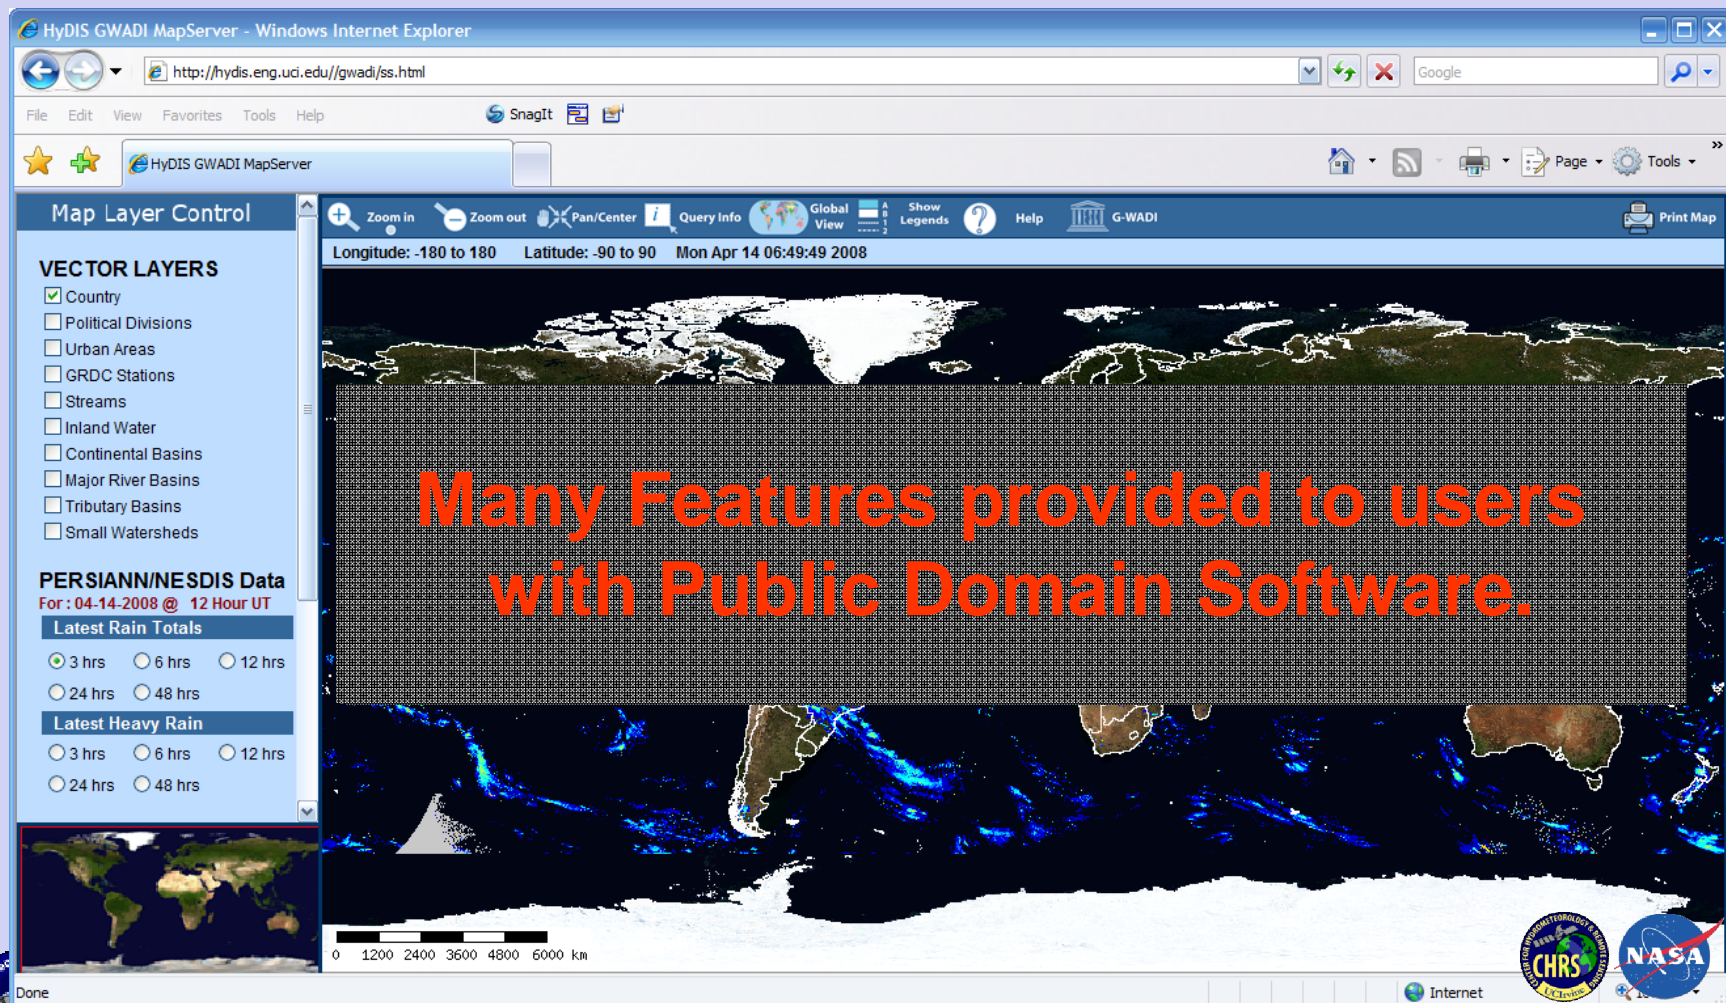 HyDIS GWADI MapServer - Windows Internet Explorer
http://hydis.eng.uci.edu//gwadi/ss.html
Google
File Edit View Favorites Tools Help
SnagIt
HyDIS GWADI MapServer
Page
Tools
Map Layer Control
Zoom in
Zoom out
Pan/Center
Query Info
Global View
Show Legends
Help
G-WADI
Print Map
Longitude: -180 to 180 Latitude: -90 to 90 Mon Apr 14 06:49:49 2008
VECTOR LAYERS
Country
Political Divisions
Urban Areas
GRDC Stations
Streams
Inland Water
Continental Basins
Major River Basins
Tributary Basins
Small Watersheds
PERSIANN/NESDIS Data
For : 04-14-2008 @ 12 Hour UT
Latest Rain Totals
3 hrs 6 hrs 12 hrs
24 hrs 48 hrs
Latest Heavy Rain
3 hrs 6 hrs 12 hrs
24 hrs 48 hrs
Many Features provided to users
with Public Domain Software.
0 1200 2400 3600 4800 6000 km
CENTER FOR HYDROMETEOROLOGY & REMOTE SENSING
CHRS
UCIrvine
NASA
Done
Internet